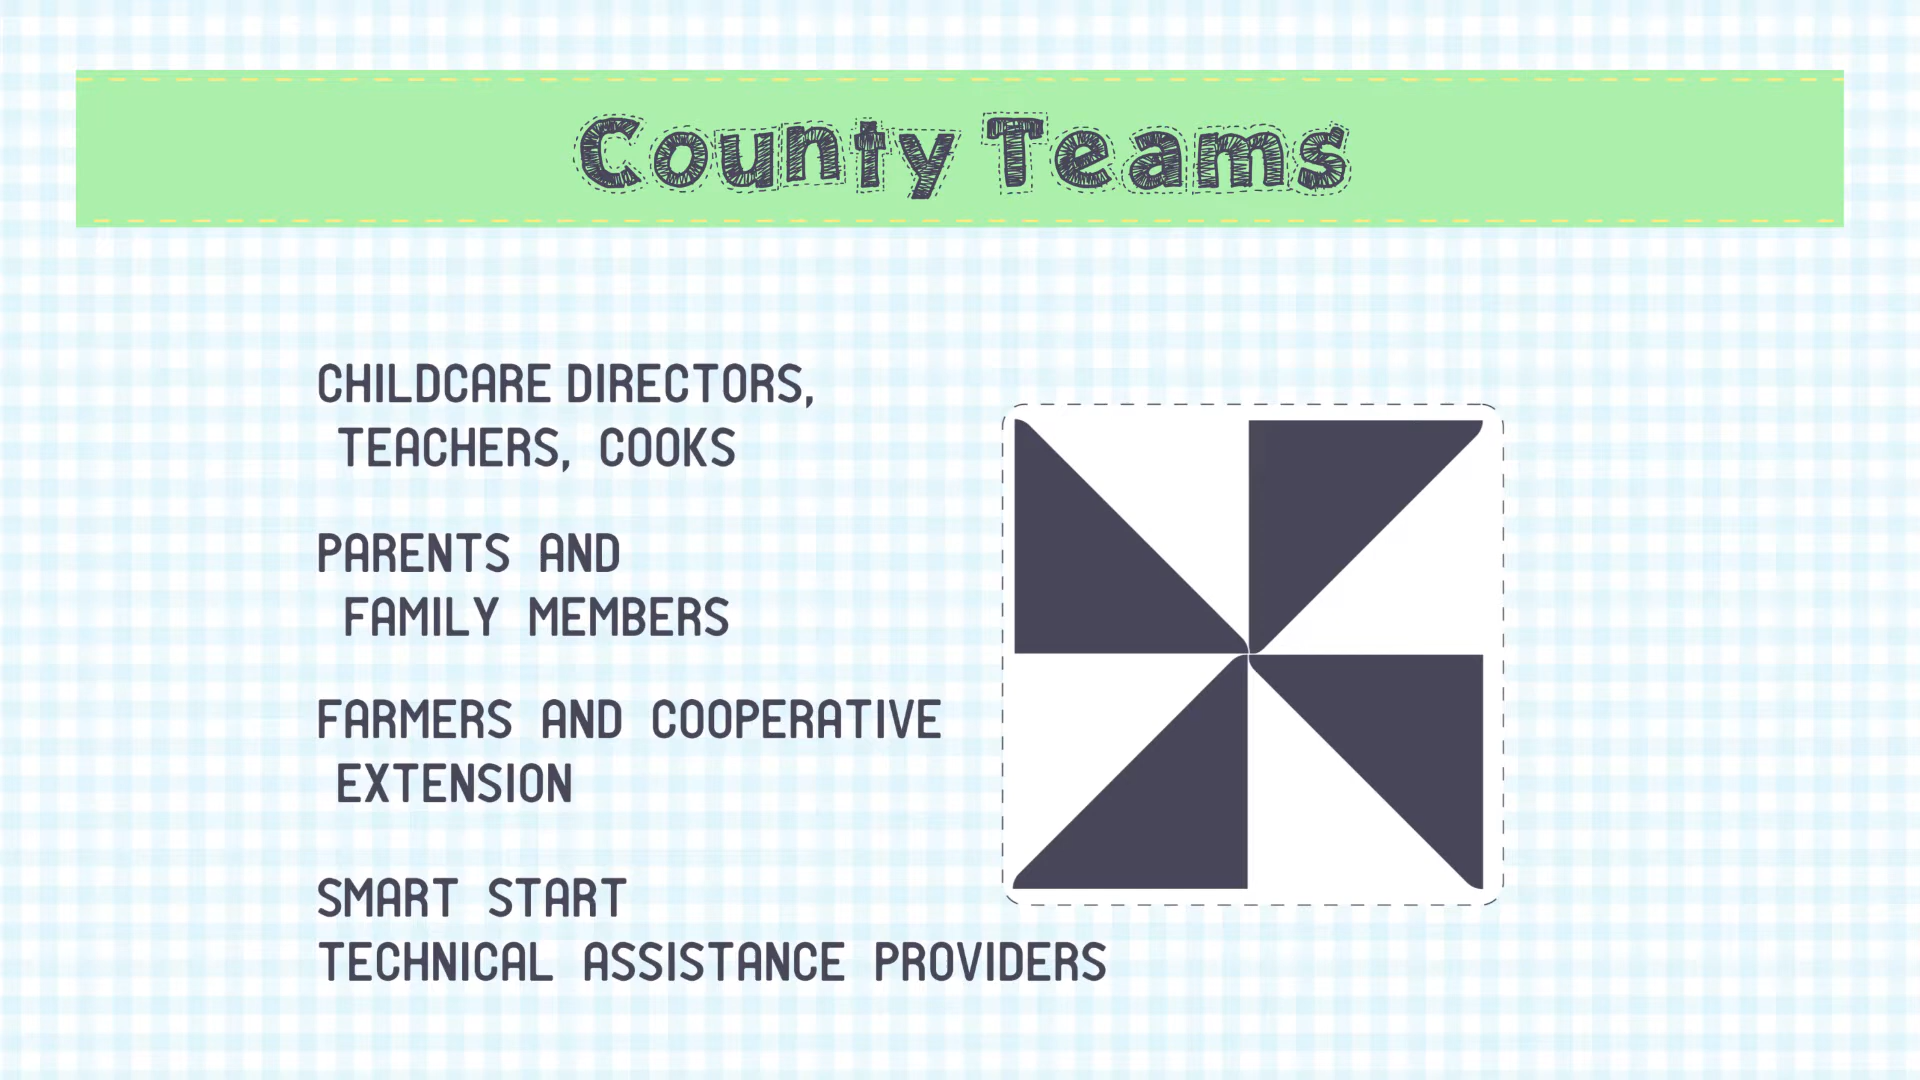 County Teams
CHILDCARE DIRECTORS,
TEACHERS, COOKS
PARENTS AND
FAMILY MEMBERS
FARMERS AND COOPERATIVE
EXTENSION
SMART START
TECHNICAL ASSISTANCE PROVIDERS